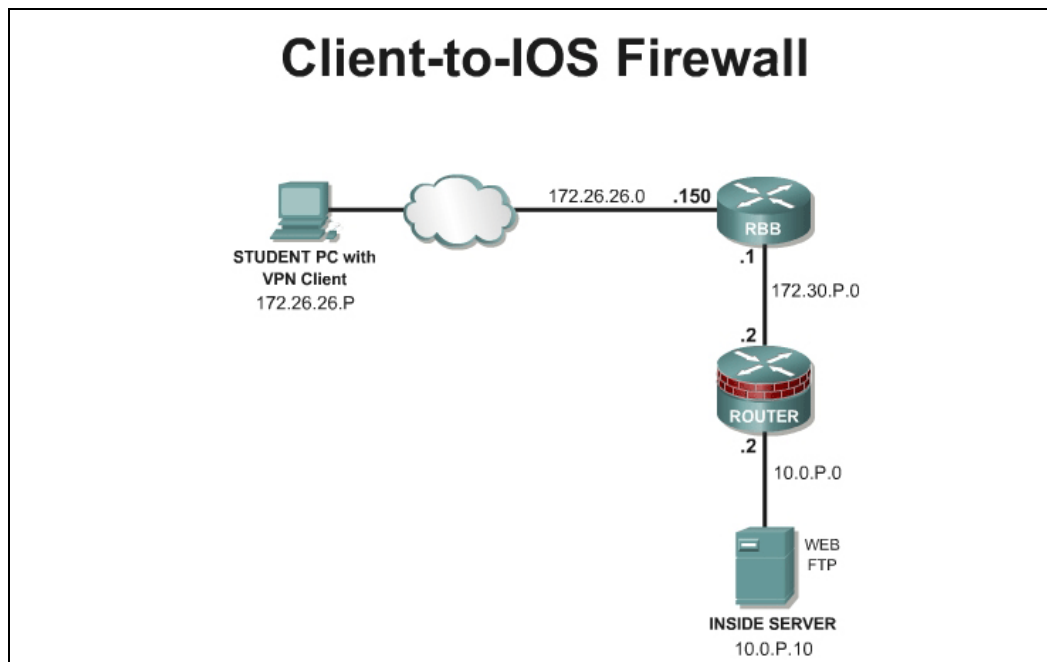 Client-to-IOS Firewall
172.26.26.0
.150
RBB
STUDENT PC with
VPN Client
172.26.26.P
.1
172.30.P.0
.2
ROUTER
.2
10.0.P.0
WEB
FTP
INSIDE SERVER
10.0.P.10